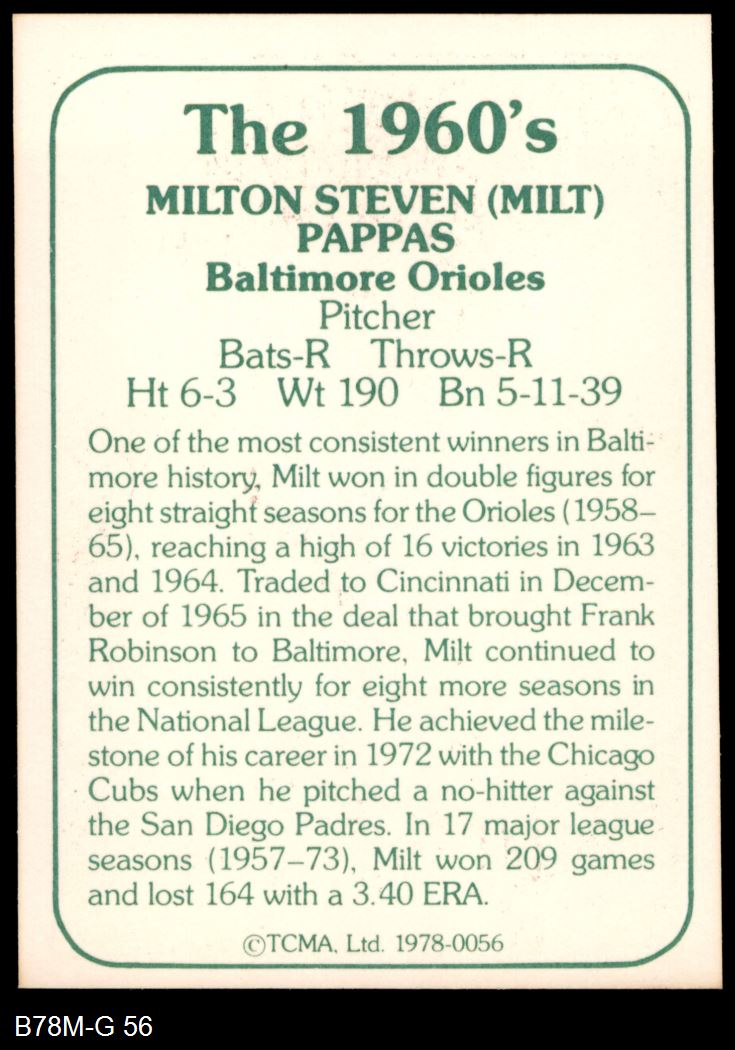 The 1960's
MILTON STEVEN (MILT)
PAPPAS
Baltimore Orioles
Pitcher
Bats-R Throws-R
Ht 6-3 Wt 190 Bn 5-11-39
One of the most consistent winners in Balti-
more history, Milt won in double figures for
eight straight seasons for the Orioles (1958–
65), reaching a high of 16 victories in 1963
and 1964. Traded to Cincinnati in Decem-
ber of 1965 in the deal that brought Frank
Robinson to Baltimore, Milt continued to
win consistently for eight more seasons in
the National League. He achieved the mile-
stone of his career in 1972 with the Chicago
Cubs when he pitched a no-hitter against
the San Diego Padres. In 17 major league
seasons (1957–73), Milt won 209 games
and lost 164 with a 3.40 ERA.
©TCMA, Ltd. 1978-0056
B78M-G 56